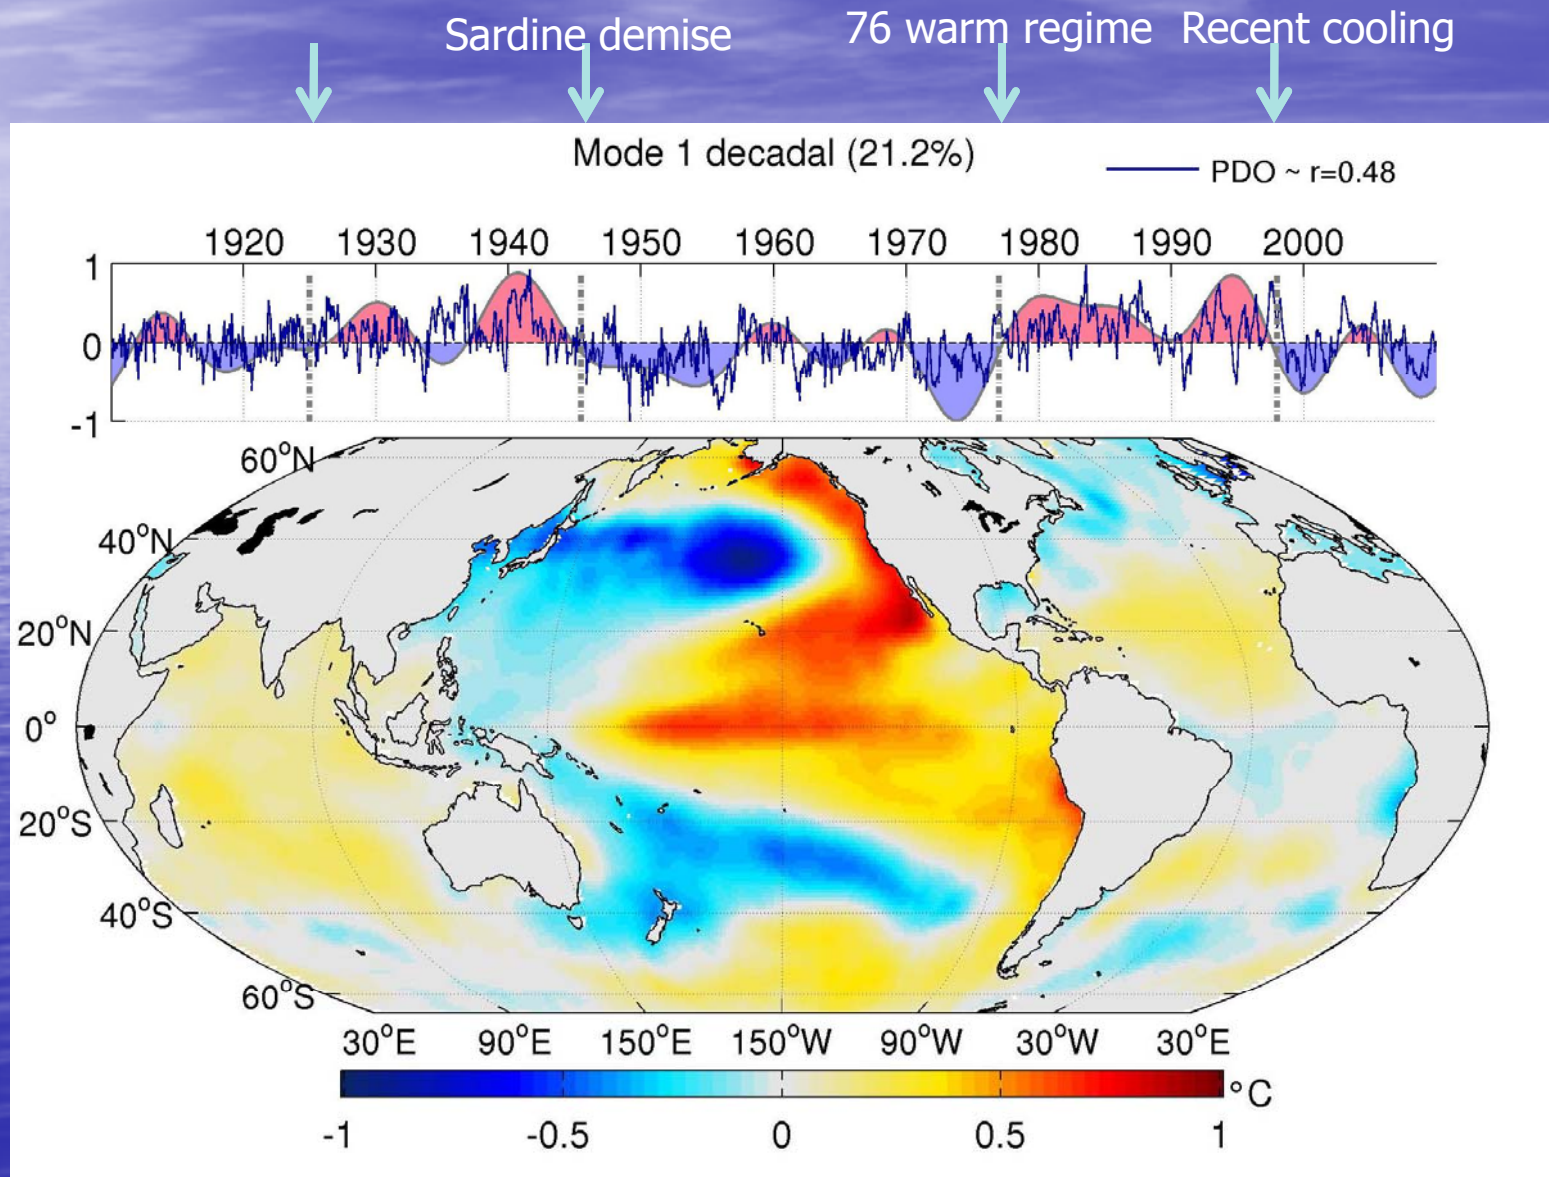 Sardine demise
76 warm regime
Recent cooling
Mode 1 decadal (21.2%)
PDO ~ r=0.48
1920 1930 1940 1950 1960 1970 1980 1990 2000
1
0
-1
60°N
40°N
20°N
0°
20°S
40°S
60°S
30°E 90°E 150°E 150°W 90°W 30°W 30°E
°C
-1 -0.5 0 0.5 1